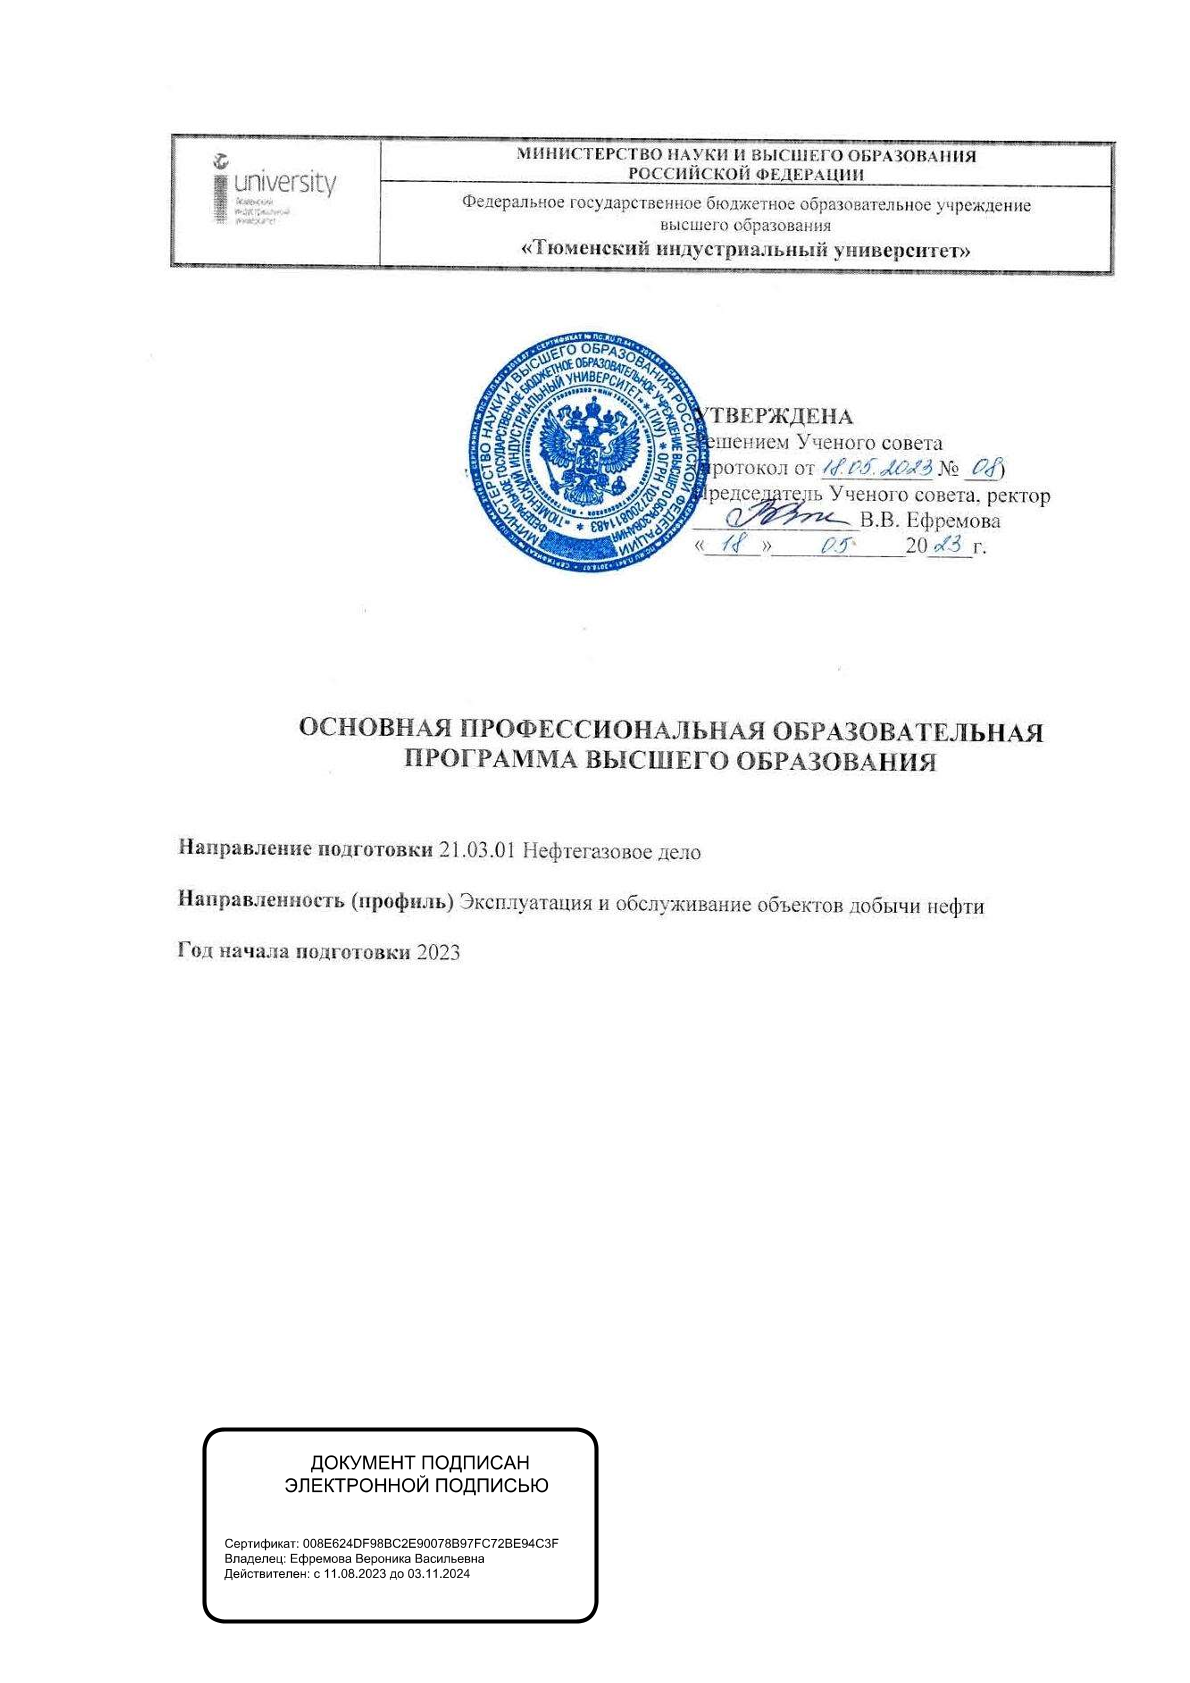 university
Тюменский
Индустриальный
Университет
МИНИСТЕРСТВО НАУКИ И ВЫСШЕГО ОБРАЗОВАНИЯ
РОССИЙСКОЙ ФЕДЕРАЦИИ
Федеральное государственное бюджетное образовательное учреждение
высшего образования
«Тюменский индустриальный университет»
МИНИСТЕРСТВО НАУКИ И ВЫСШЕГО ОБРАЗОВАНИЯ РОССИЙСКОЙ ФЕДЕРАЦИИ
ФЕДЕРАЛЬНОЕ ГОСУДАРСТВЕННОЕ БЮДЖЕТНОЕ ОБРАЗОВАТЕЛЬНОЕ УЧРЕЖДЕНИЕ ВЫСШЕГО ОБРАЗОВАНИЯ
"ТЮМЕНСКИЙ ИНДУСТРИАЛЬНЫЙ УНИВЕРСИТЕТ" * (ТИУ) * ОГРН 1027200811483 *
УТВЕРЖДЕНА
решением Ученого совета
(протокол от 18.05.2023 № 08)
Председатель Ученого совета, ректор
В.В. Ефремова
« 18 » 05 2023 г.
ОСНОВНАЯ ПРОФЕССИОНАЛЬНАЯ ОБРАЗОВАТЕЛЬНАЯ
ПРОГРАММА ВЫСШЕГО ОБРАЗОВАНИЯ
Направление подготовки 21.03.01 Нефтегазовое дело
Направленность (профиль) Эксплуатация и обслуживание объектов добычи нефти
Год начала подготовки 2023
ДОКУМЕНТ ПОДПИСАН
ЭЛЕКТРОННОЙ ПОДПИСЬЮ
Сертификат: 008E624DF98BC2E90078B97FC72BE94C3F
Владелец: Ефремова Вероника Васильевна
Действителен: с 11.08.2023 до 03.11.2024